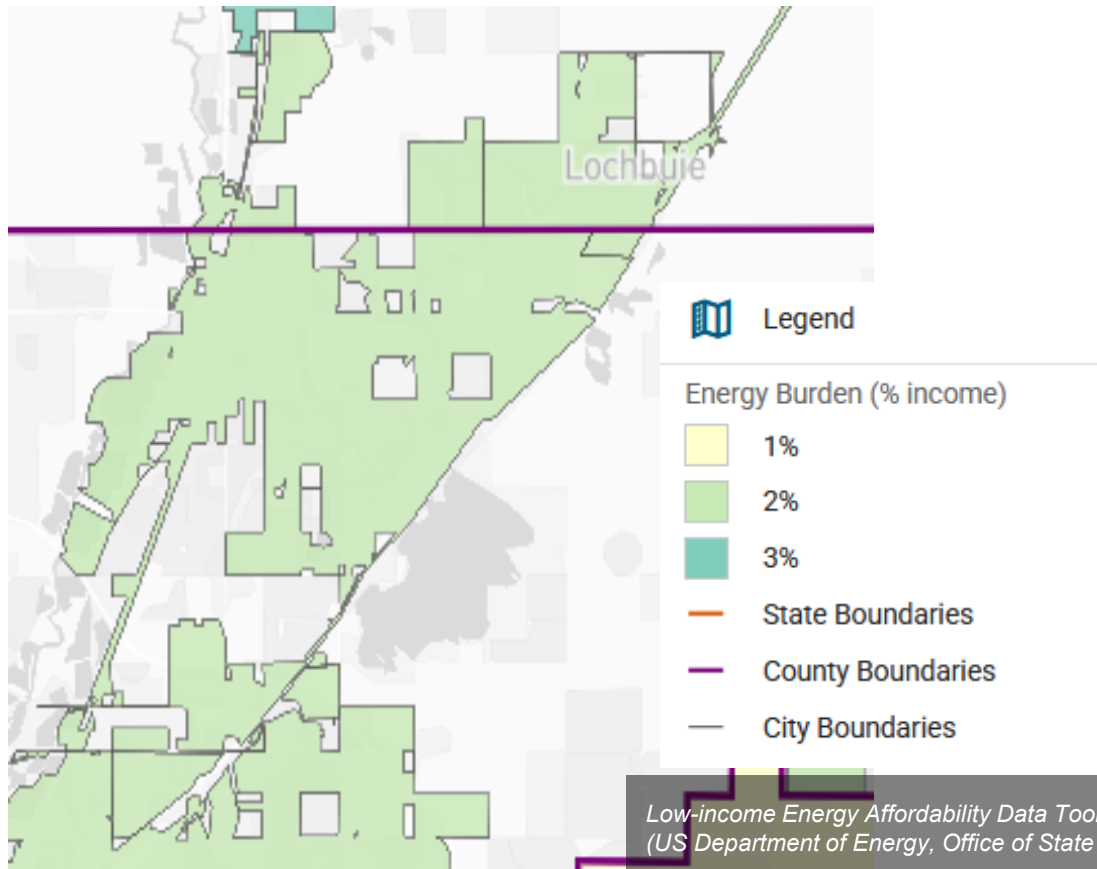 Lochbuie
Legend
Energy Burden (% income)
1%
2%
3%
State Boundaries
County Boundaries
City Boundaries
Low-income Energy Affordability Data Tool
(US Department of Energy, Office of State